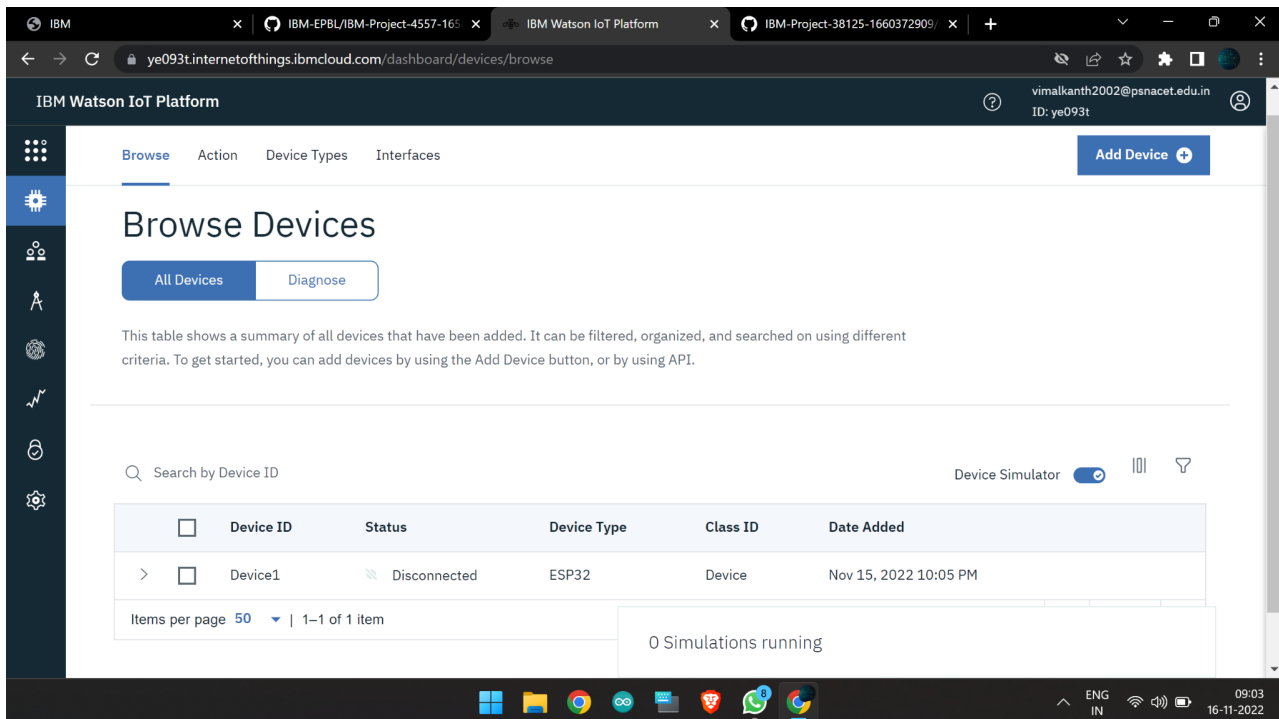 IBM
IBM-EPBL/IBM-Project-4557-165
IBM Watson IoT Platform
IBM-Project-38125-1660372909/
ye093t.internetofthings.ibmcloud.com/dashboard/devices/browse
IBM Watson IoT Platform
vimalkanth2002@psnacet.edu.in
ID: ye093t
Browse Action Device Types Interfaces
Add Device
Browse Devices
All Devices Diagnose
This table shows a summary of all devices that have been added. It can be filtered, organized, and searched on using different
criteria. To get started, you can add devices by using the Add Device button, or by using API.
Search by Device ID
Device Simulator
Device ID Status Device Type Class ID Date Added
Device1 Disconnected ESP32 Device Nov 15, 2022 10:05 PM
Items per page 50 | 1–1 of 1 item
0 Simulations running
8
ENG
IN
09:03
16-11-2022